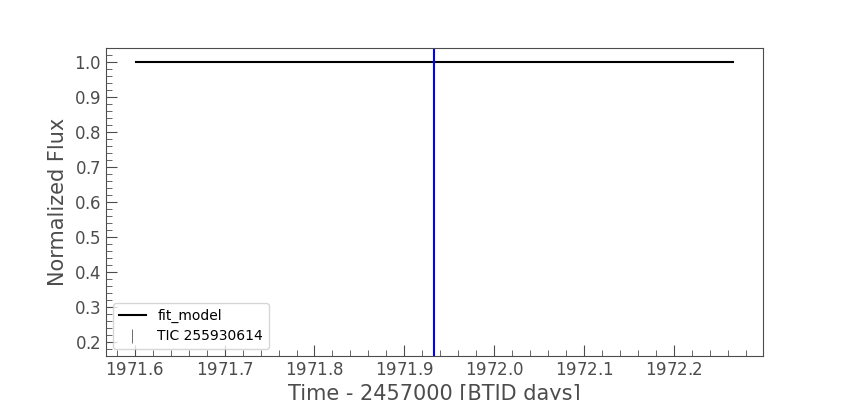 1.0
0.9
0.8
0.7
0.6
0.5
0.4
0.3
0.2
Normalized Flux
fit_model
TIC 255930614
1971.6 1971.7 1971.8 1971.9 1972.0 1972.1 1972.2
Time - 2457000 [BTJD days]